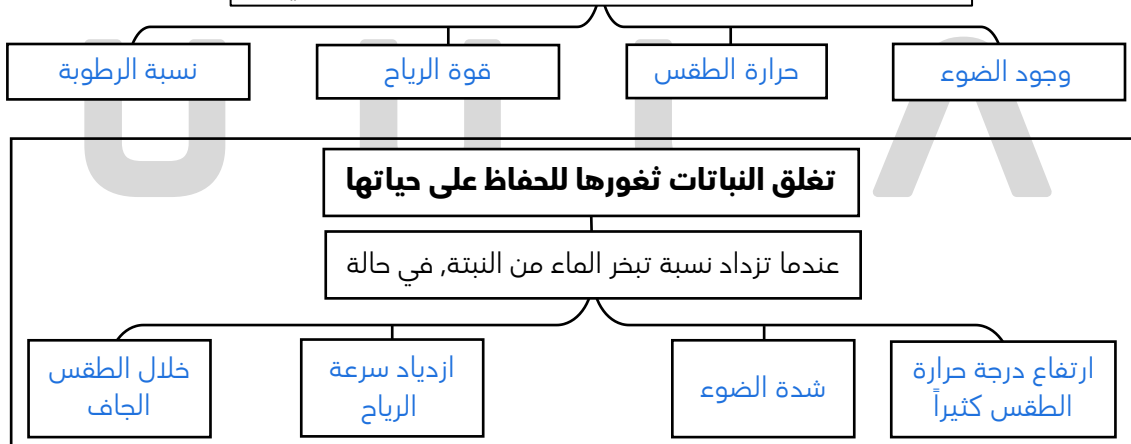 وجود الضوء
حرارة الطقس
قوة الرياح
نسبة الرطوبة
تغلق النباتات ثغورها للحفاظ على حياتها
عندما تزداد نسبة تبخر الماء من النبتة, في حالة
ارتفاع درجة حرارة
الطقس كثيراً
شدة الضوء
ازدياد سرعة
الرياح
خلال الطقس
الجاف